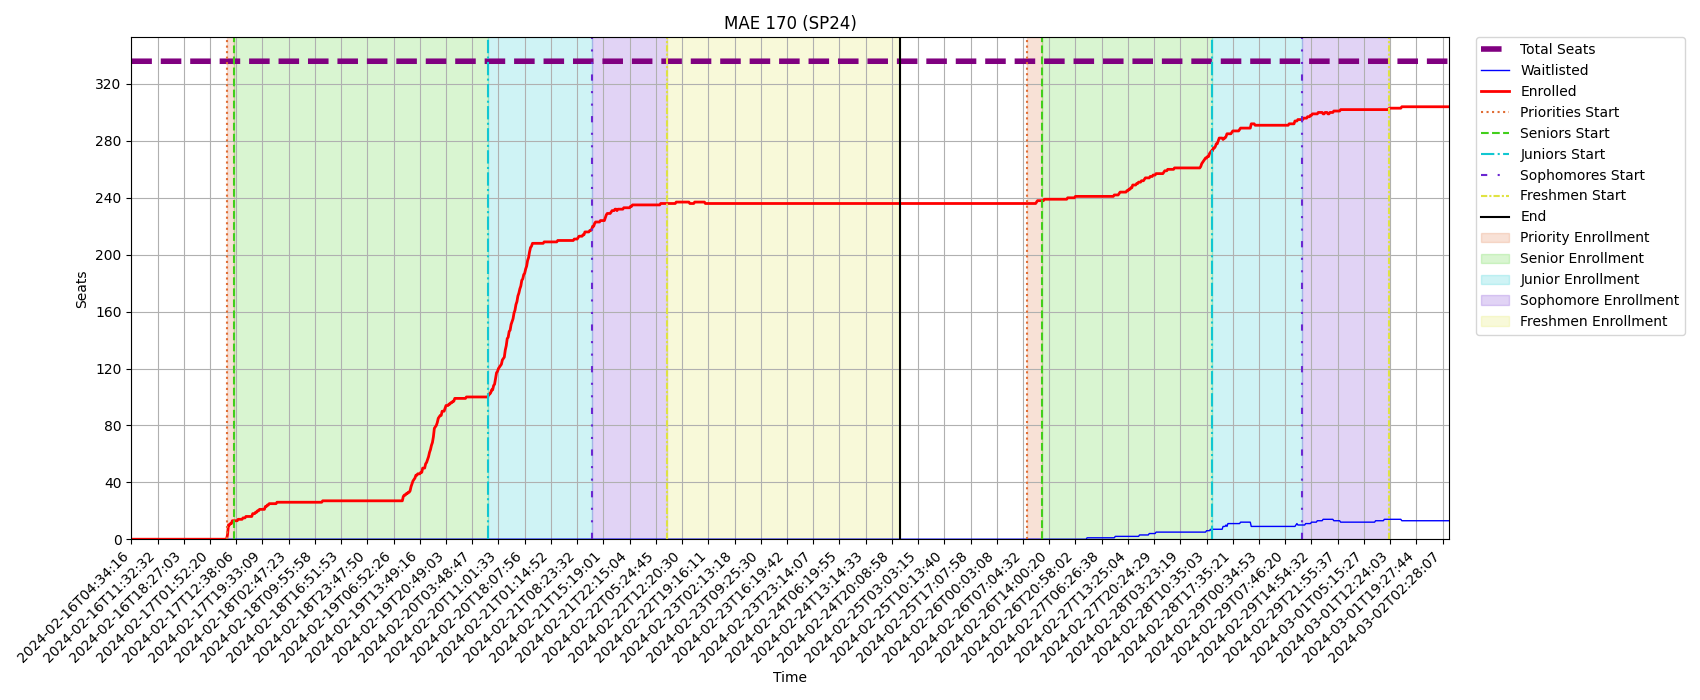 MAE 170 (SP24)
Seats
320
280
240
200
160
120
80
40
0
2024-02-16T04:34:16
2024-02-16T11:32:32
2024-02-16T18:27:03
2024-02-17T01:52:20
2024-02-17T12:38:06
2024-02-17T19:33:09
2024-02-18T02:47:23
2024-02-18T09:55:58
2024-02-18T16:51:53
2024-02-18T23:47:50
2024-02-19T06:52:26
2024-02-19T13:49:16
2024-02-19T20:49:03
2024-02-20T03:48:47
2024-02-20T11:01:33
2024-02-20T18:07:56
2024-02-21T01:14:52
2024-02-21T08:23:32
2024-02-21T15:19:01
2024-02-21T22:15:04
2024-02-22T05:24:45
2024-02-22T12:20:30
2024-02-22T19:16:11
2024-02-23T02:13:18
2024-02-23T09:25:30
2024-02-23T16:19:42
2024-02-23T23:14:07
2024-02-24T06:19:55
2024-02-24T13:14:33
2024-02-24T20:08:58
2024-02-25T03:03:15
2024-02-25T10:13:40
2024-02-25T17:07:58
2024-02-26T00:03:08
2024-02-26T07:04:32
2024-02-26T14:00:20
2024-02-26T20:58:02
2024-02-27T06:26:38
2024-02-27T13:25:04
2024-02-27T20:24:29
2024-02-28T03:23:19
2024-02-28T10:35:03
2024-02-28T17:35:21
2024-02-29T00:34:53
2024-02-29T07:46:20
2024-02-29T14:54:32
2024-02-29T21:55:37
2024-03-01T05:15:27
2024-03-01T12:24:03
2024-03-01T19:27:44
2024-03-02T02:28:07
Time
Total Seats
Waitlisted
Enrolled
Priorities Start
Seniors Start
Juniors Start
Sophomores Start
Freshmen Start
End
Priority Enrollment
Senior Enrollment
Junior Enrollment
Sophomore Enrollment
Freshmen Enrollment